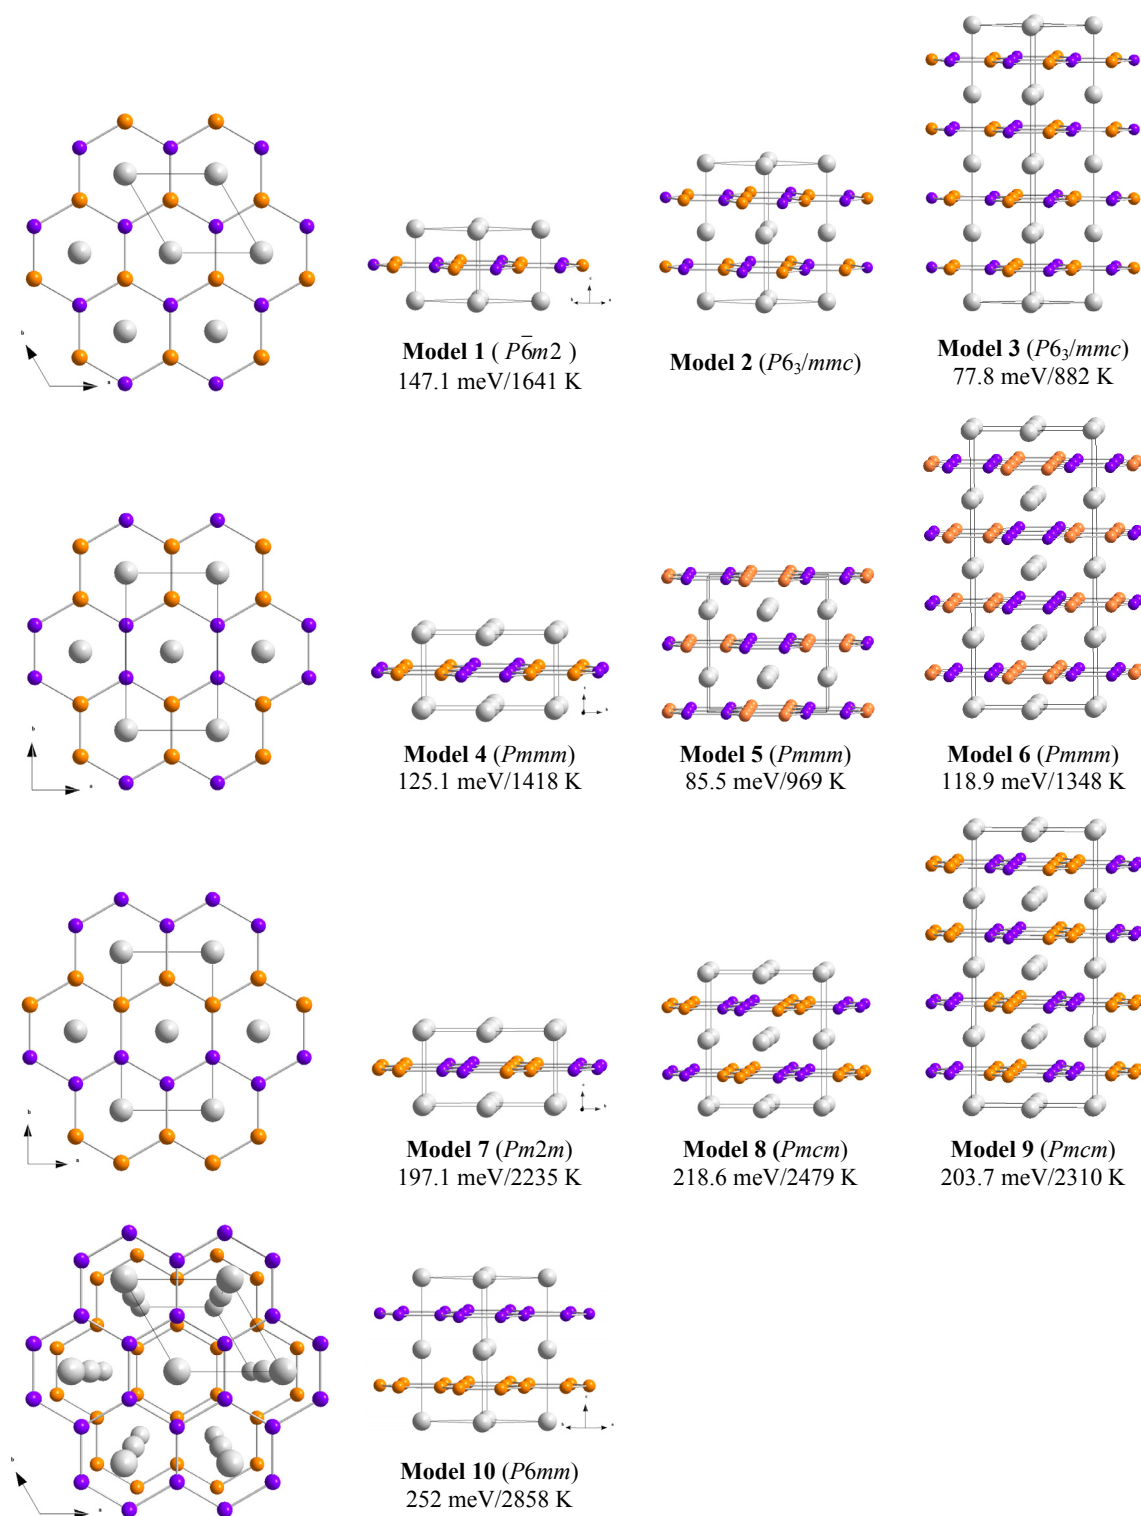 Model 1 ( P6̅m2 )
147.1 meV/1641 K
Model 2 (P6₃/mmc)
Model 3 (P6₃/mmc)
77.8 meV/882 K
Model 4 (Pmmm)
125.1 meV/1418 K
Model 5 (Pmmm)
85.5 meV/969 K
Model 6 (Pmmm)
118.9 meV/1348 K
Model 7 (Pm2m)
197.1 meV/2235 K
Model 8 (Pmcm)
218.6 meV/2479 K
Model 9 (Pmcm)
203.7 meV/2310 K
Model 10 (P6mm)
252 meV/2858 K